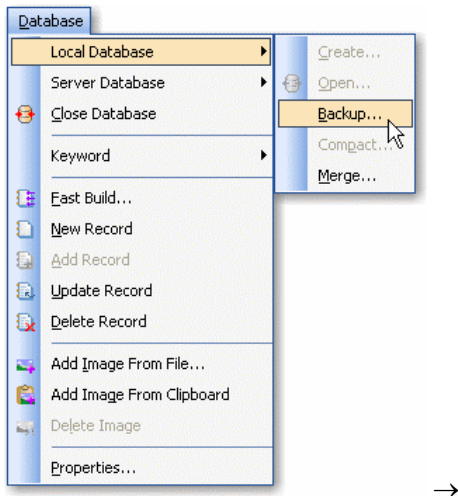 Database
Local Database
Server Database
Close Database
Keyword
Fast Build...
New Record
Add Record
Update Record
Delete Record
Add Image From File...
Add Image From Clipboard
Delete Image
Properties...
Create...
Open...
Backup...
Compact...
Merge...
→